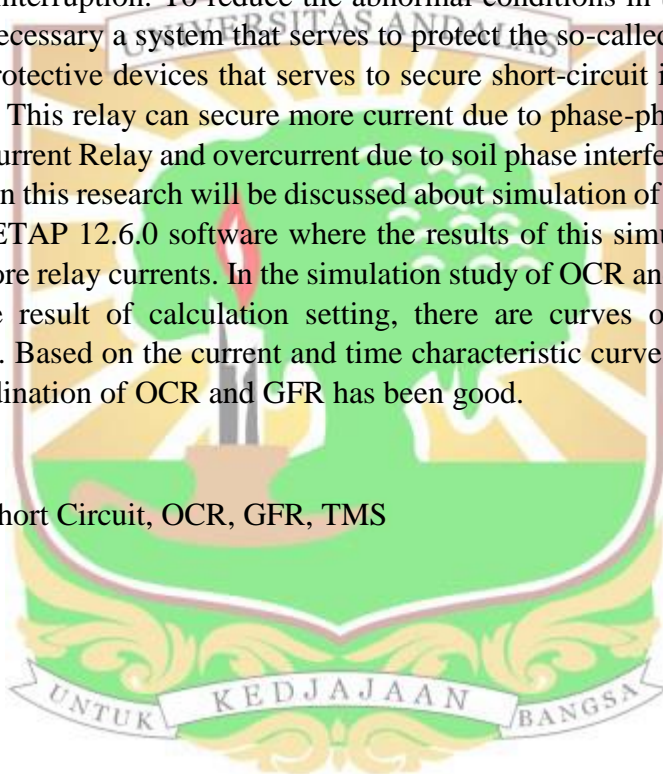 interruption. To reduce the abnormal conditions in
UNIVERSITAS ANDALAS
ecessary a system that serves to protect the so-called
rotective devices that serves to secure short-circuit
This relay can secure more current due to phase-ph
urrent Relay and overcurrent due to soil phase interfe
n this research will be discussed about simulation of
ETAP 12.6.0 software where the results of this simu
ore relay currents. In the simulation study of OCR an
result of calculation setting, there are curves o
. Based on the current and time characteristic curve
dination of OCR and GFR has been good.
hort Circuit, OCR, GFR, TMS
UNTUK KEDJAJAAN BANGSA